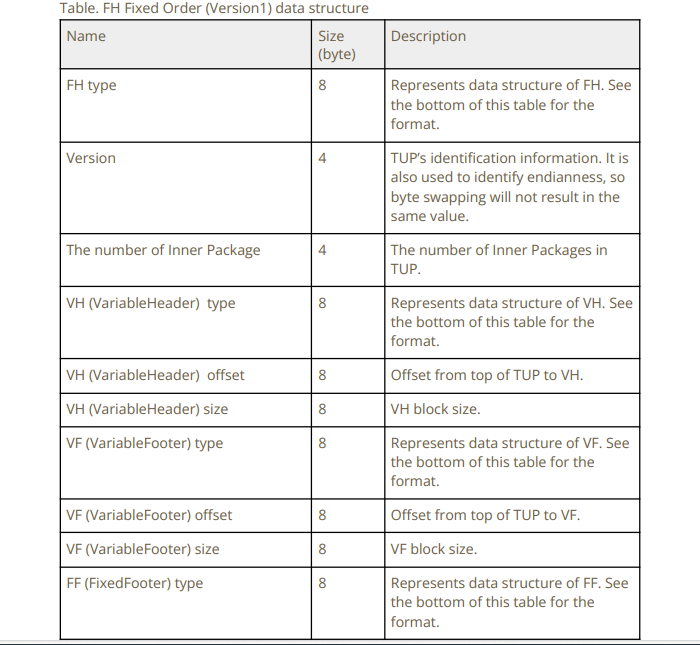 Table. FH Fixed Order (Version1) data structure
Name
Size
(byte)
Description
FH type
8
Represents data structure of FH. See
the bottom of this table for the
format.
Version
4
TUP's identification information. It is
also used to identify endianness, so
byte swapping will not result in the
same value.
The number of Inner Package
4
The number of Inner Packages in
TUP.
VH (VariableHeader)  type
8
Represents data structure of VH. See
the bottom of this table for the
format.
VH (VariableHeader)  offset
8
Offset from top of TUP to VH.
VH (VariableHeader) size
8
VH block size.
VF (VariableFooter) type
8
Represents data structure of VF. See
the bottom of this table for the
format.
VF (VariableFooter) offset
8
Offset from top of TUP to VF.
VF (VariableFooter) size
8
VF block size.
FF (FixedFooter) type
8
Represents data structure of FF. See
the bottom of this table for the
format.